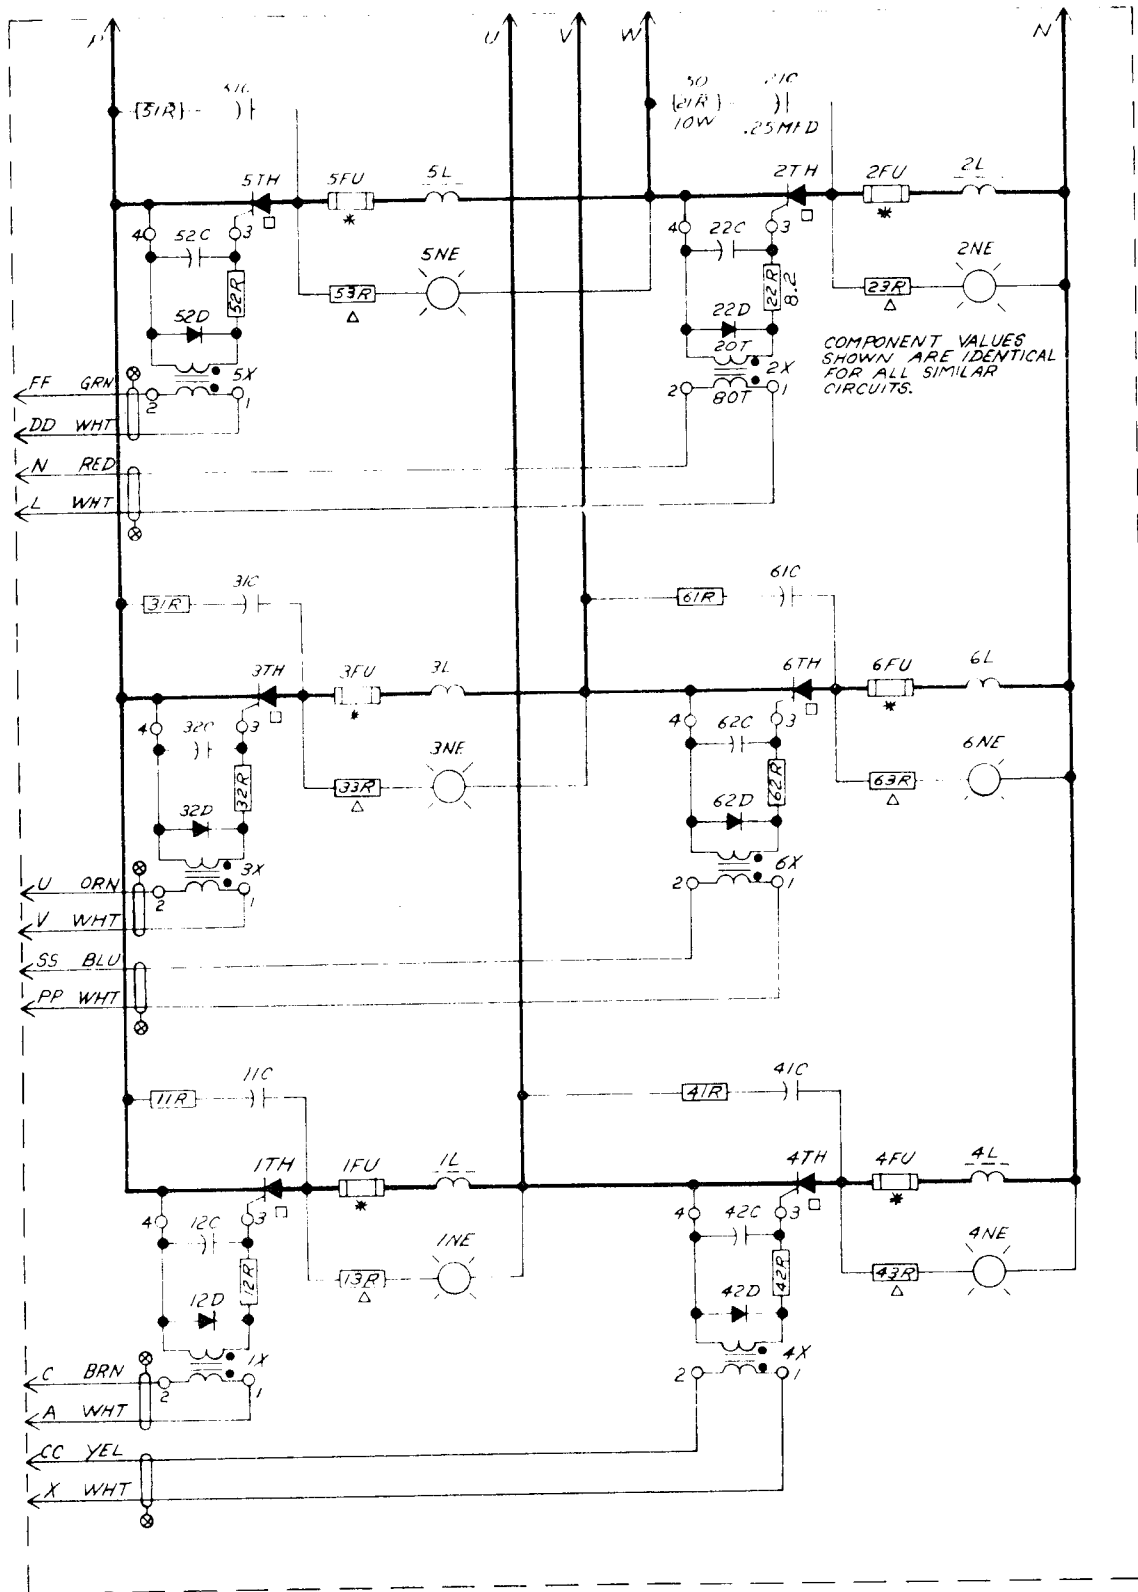 P U V W N
51R 31C 50 21C
21R
10W .25MFD
5TH 5FU 5L 2TH 2FU 2L
* *
4 52C 3 4 22C 3
5NE 2NE
52R 53R 22R 8.2 23R
52D 22D
20T
COMPONENT VALUES
SHOWN ARE IDENTICAL
FOR ALL SIMILAR
CIRCUITS.
5X 2X
FF GRN 2 1 2 80T 1
DD WHT
N RED
L WHT
31C 61C
31R 61R
3TH 3FU 3L 6TH 6FU 6L
* *
4 32C 3 4 62C 3
3NE 6NE
32R 33R 62R 63R
32D 62D
3X 6X
U ORN 2 1 2 1
V WHT
SS BLU
PP WHT
11C 41C
11R 41R
1TH 1FU 1L 4TH 4FU 4L
* *
4 12C 3 4 42C 3
1NE 4NE
12R 13R 42R 43R
12D 42D
1X 4X
C BRN 2 1 2 1
A WHT
CC YEL
X WHT